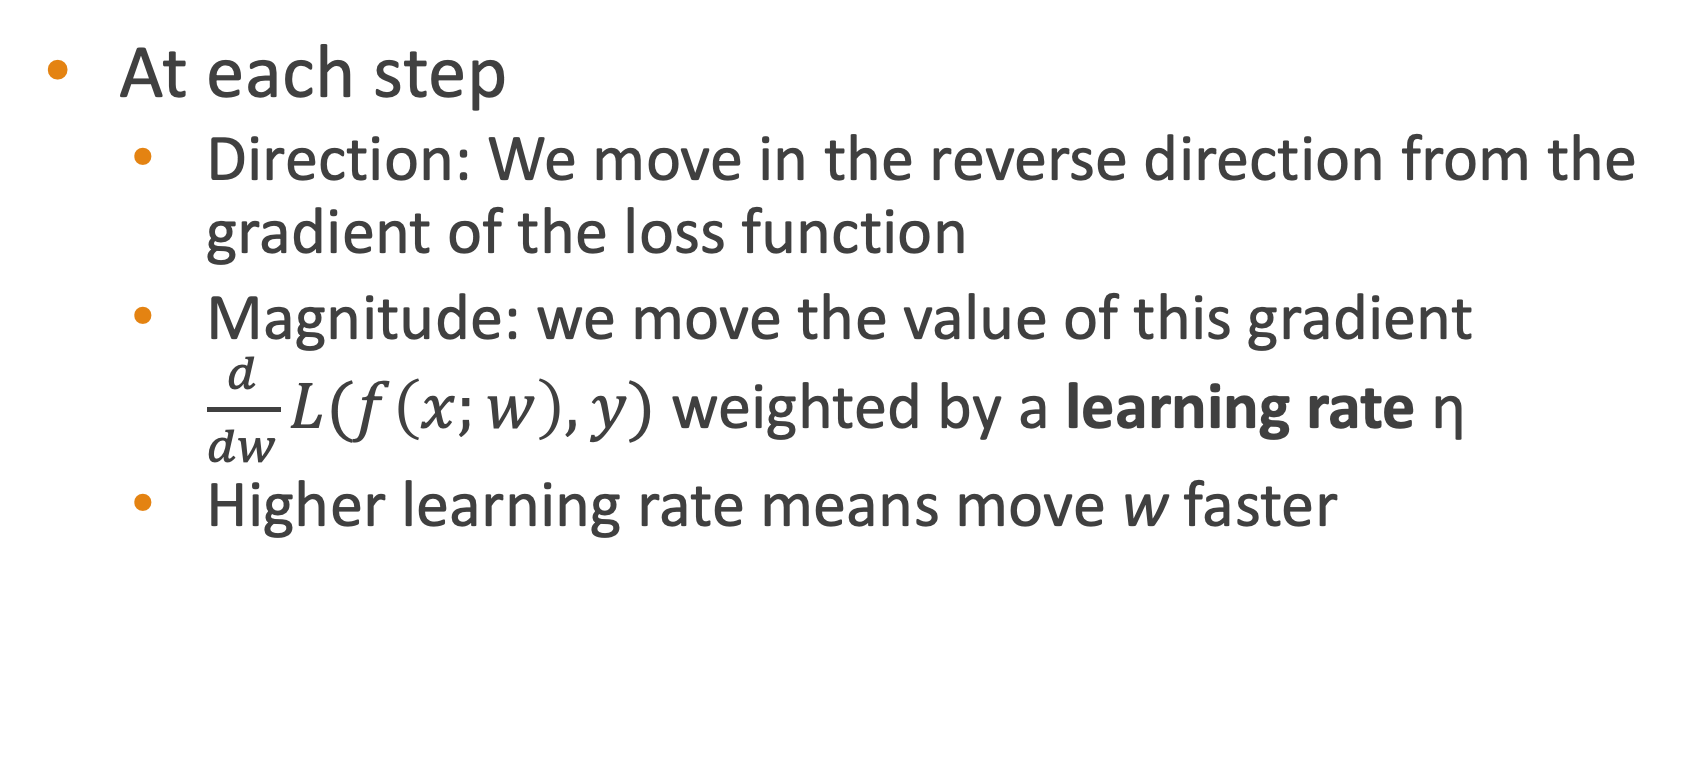 • At each step
• Direction: We move in the reverse direction from the
gradient of the loss function
• Magnitude: we move the value of this gradient
d/dw L(f(x; w), y) weighted by a learning rate η
• Higher learning rate means move w faster